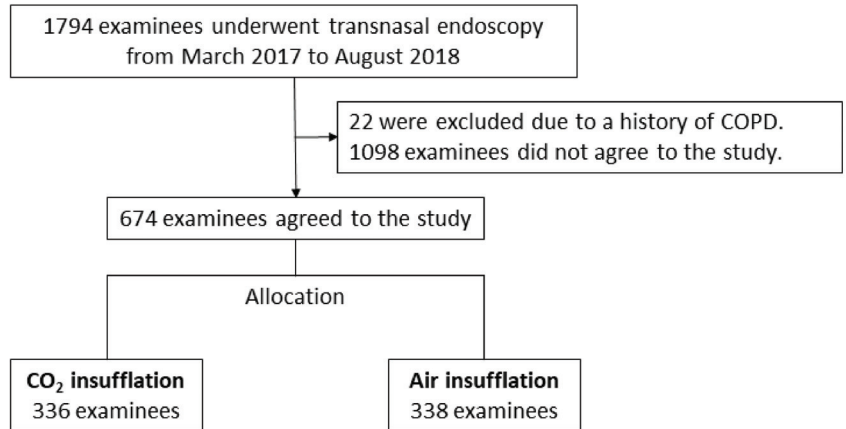 1794 examinees underwent transnasal endoscopy
from March 2017 to August 2018
22 were excluded due to a history of COPD.
1098 examinees did not agree to the study.
674 examinees agreed to the study
Allocation
CO₂ insufflation
336 examinees
Air insufflation
338 examinees